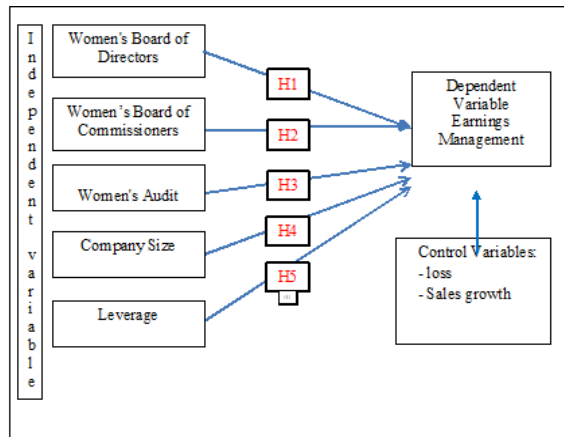 Independent variable
Women's Board of
Directors
Women's Board of
Commissioners
Women's Audit
Company Size
Leverage
H1
H2
H3
H4
H5
Dependent
Variable
Earnings
Management
Control Variables:
- loss
- Sales growth